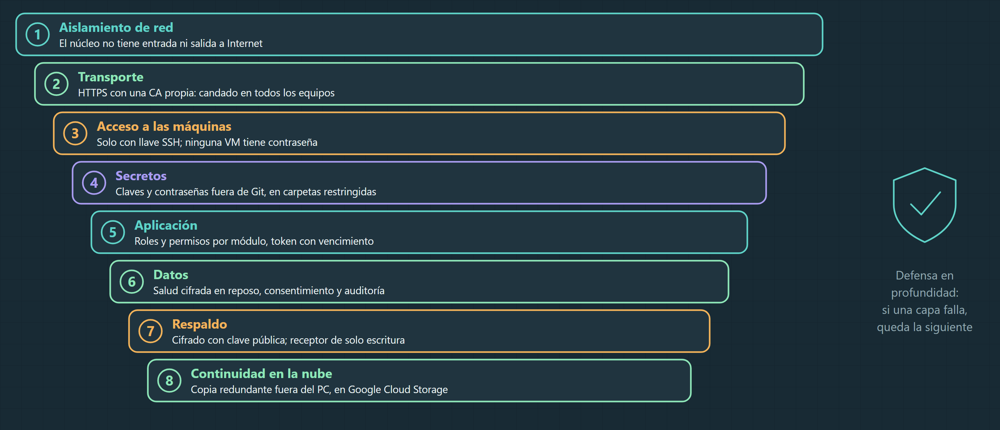 1
Aislamiento de red
El núcleo no tiene entrada ni salida a Internet
2
Transporte
HTTPS con una CA propia: candado en todos los equipos
3
Acceso a las máquinas
Solo con llave SSH; ninguna VM tiene contraseña
4
Secretos
Claves y contraseñas fuera de Git, en carpetas restringidas
5
Aplicación
Roles y permisos por módulo, token con vencimiento
6
Datos
Salud cifrada en reposo, consentimiento y auditoría
7
Respaldo
Cifrado con clave pública; receptor de solo escritura
8
Continuidad en la nube
Copia redundante fuera del PC, en Google Cloud Storage
Defensa en
profundidad:
si una capa falla,
queda la siguiente